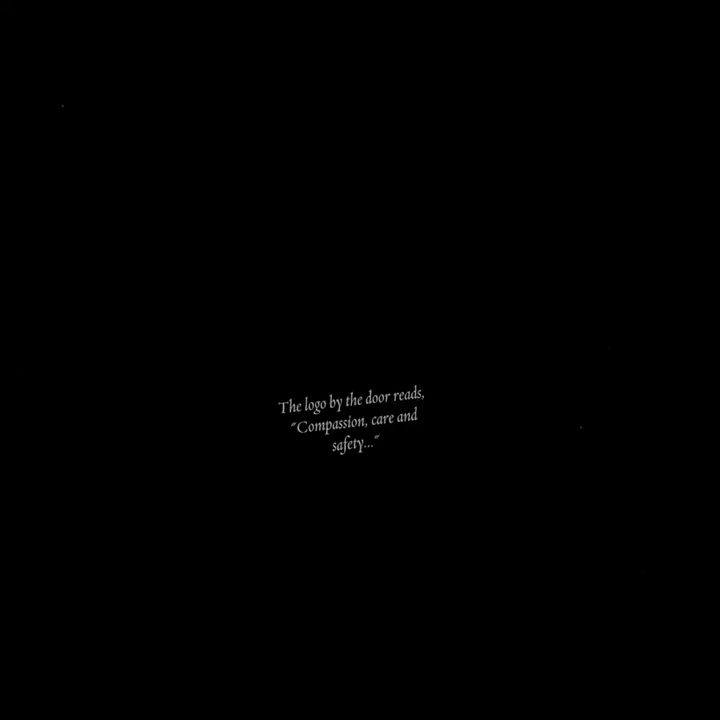 The logo by the door reads,
"Compassion, care and
safety..."